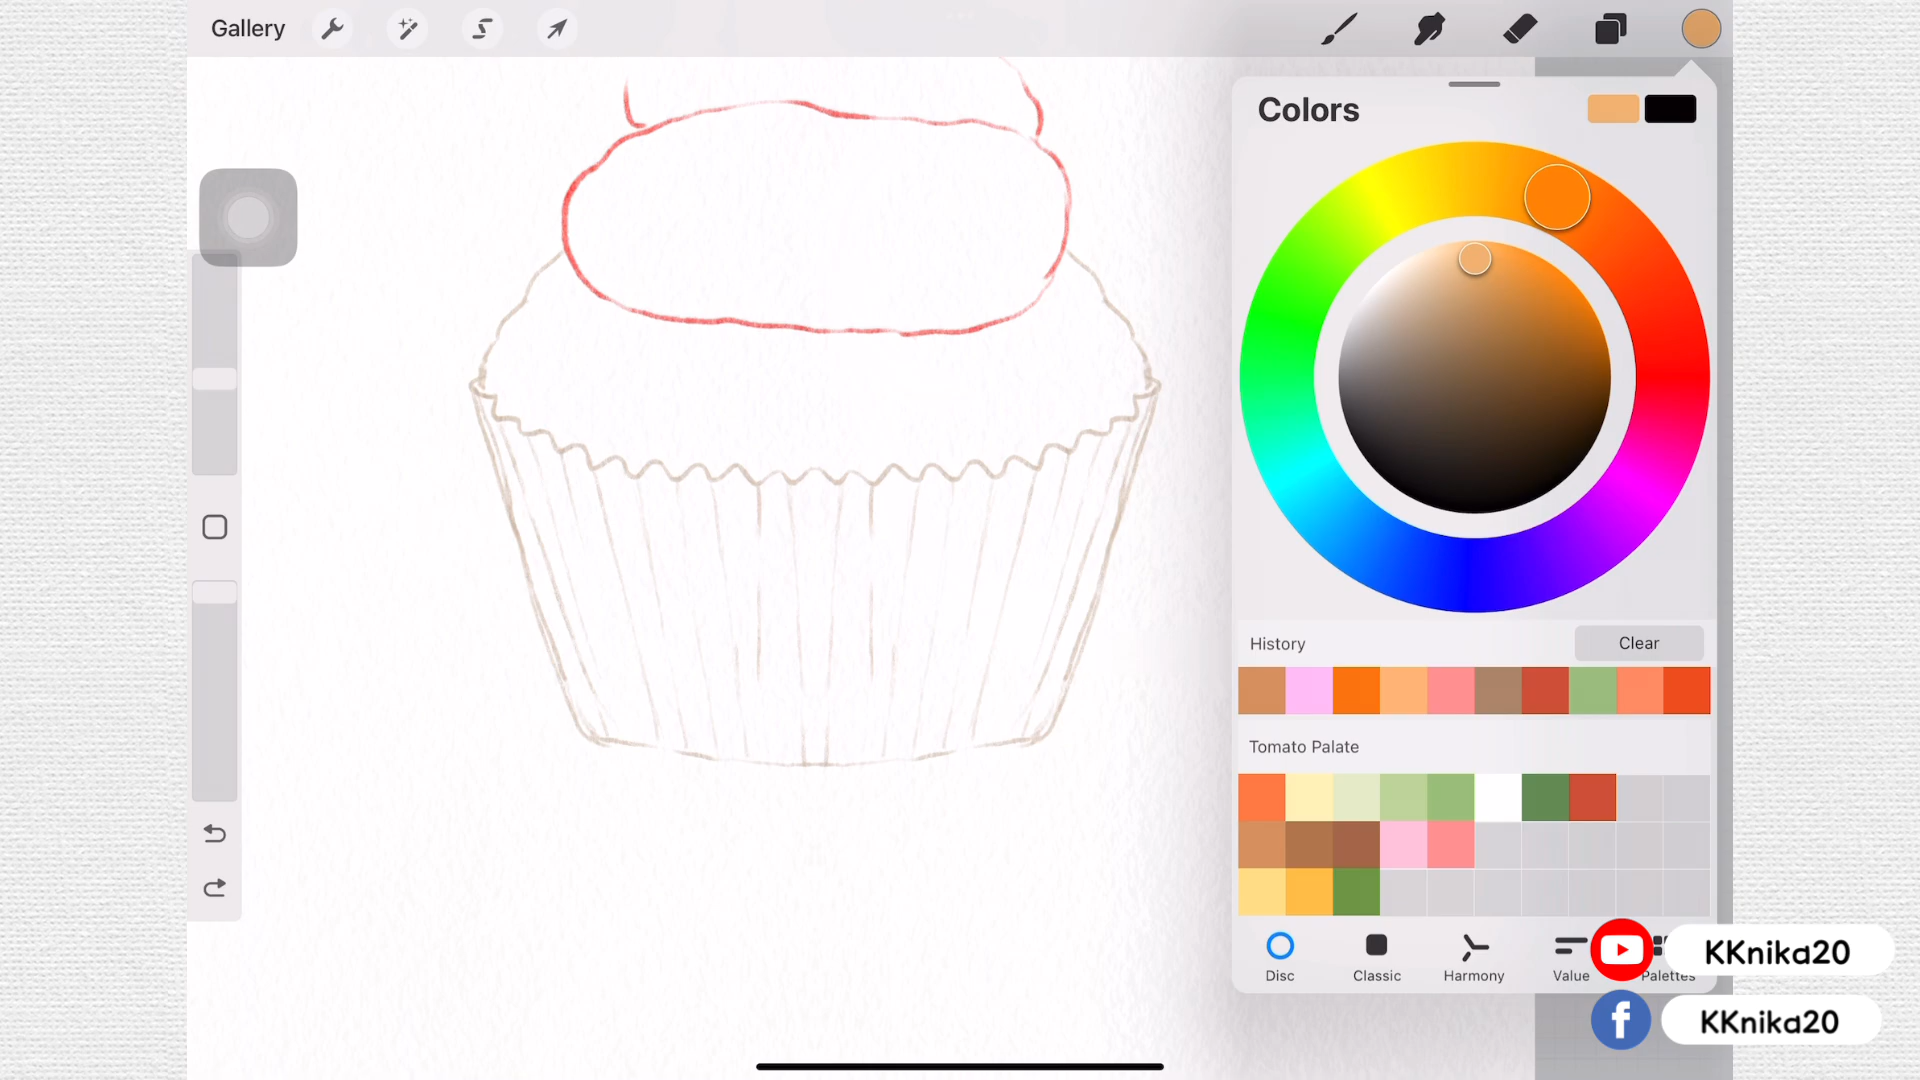 Gallery
Colors
History
Clear
Tomato Palate
Disc
Classic
Harmony
Value
Palettes
KKnika20
KKnika20